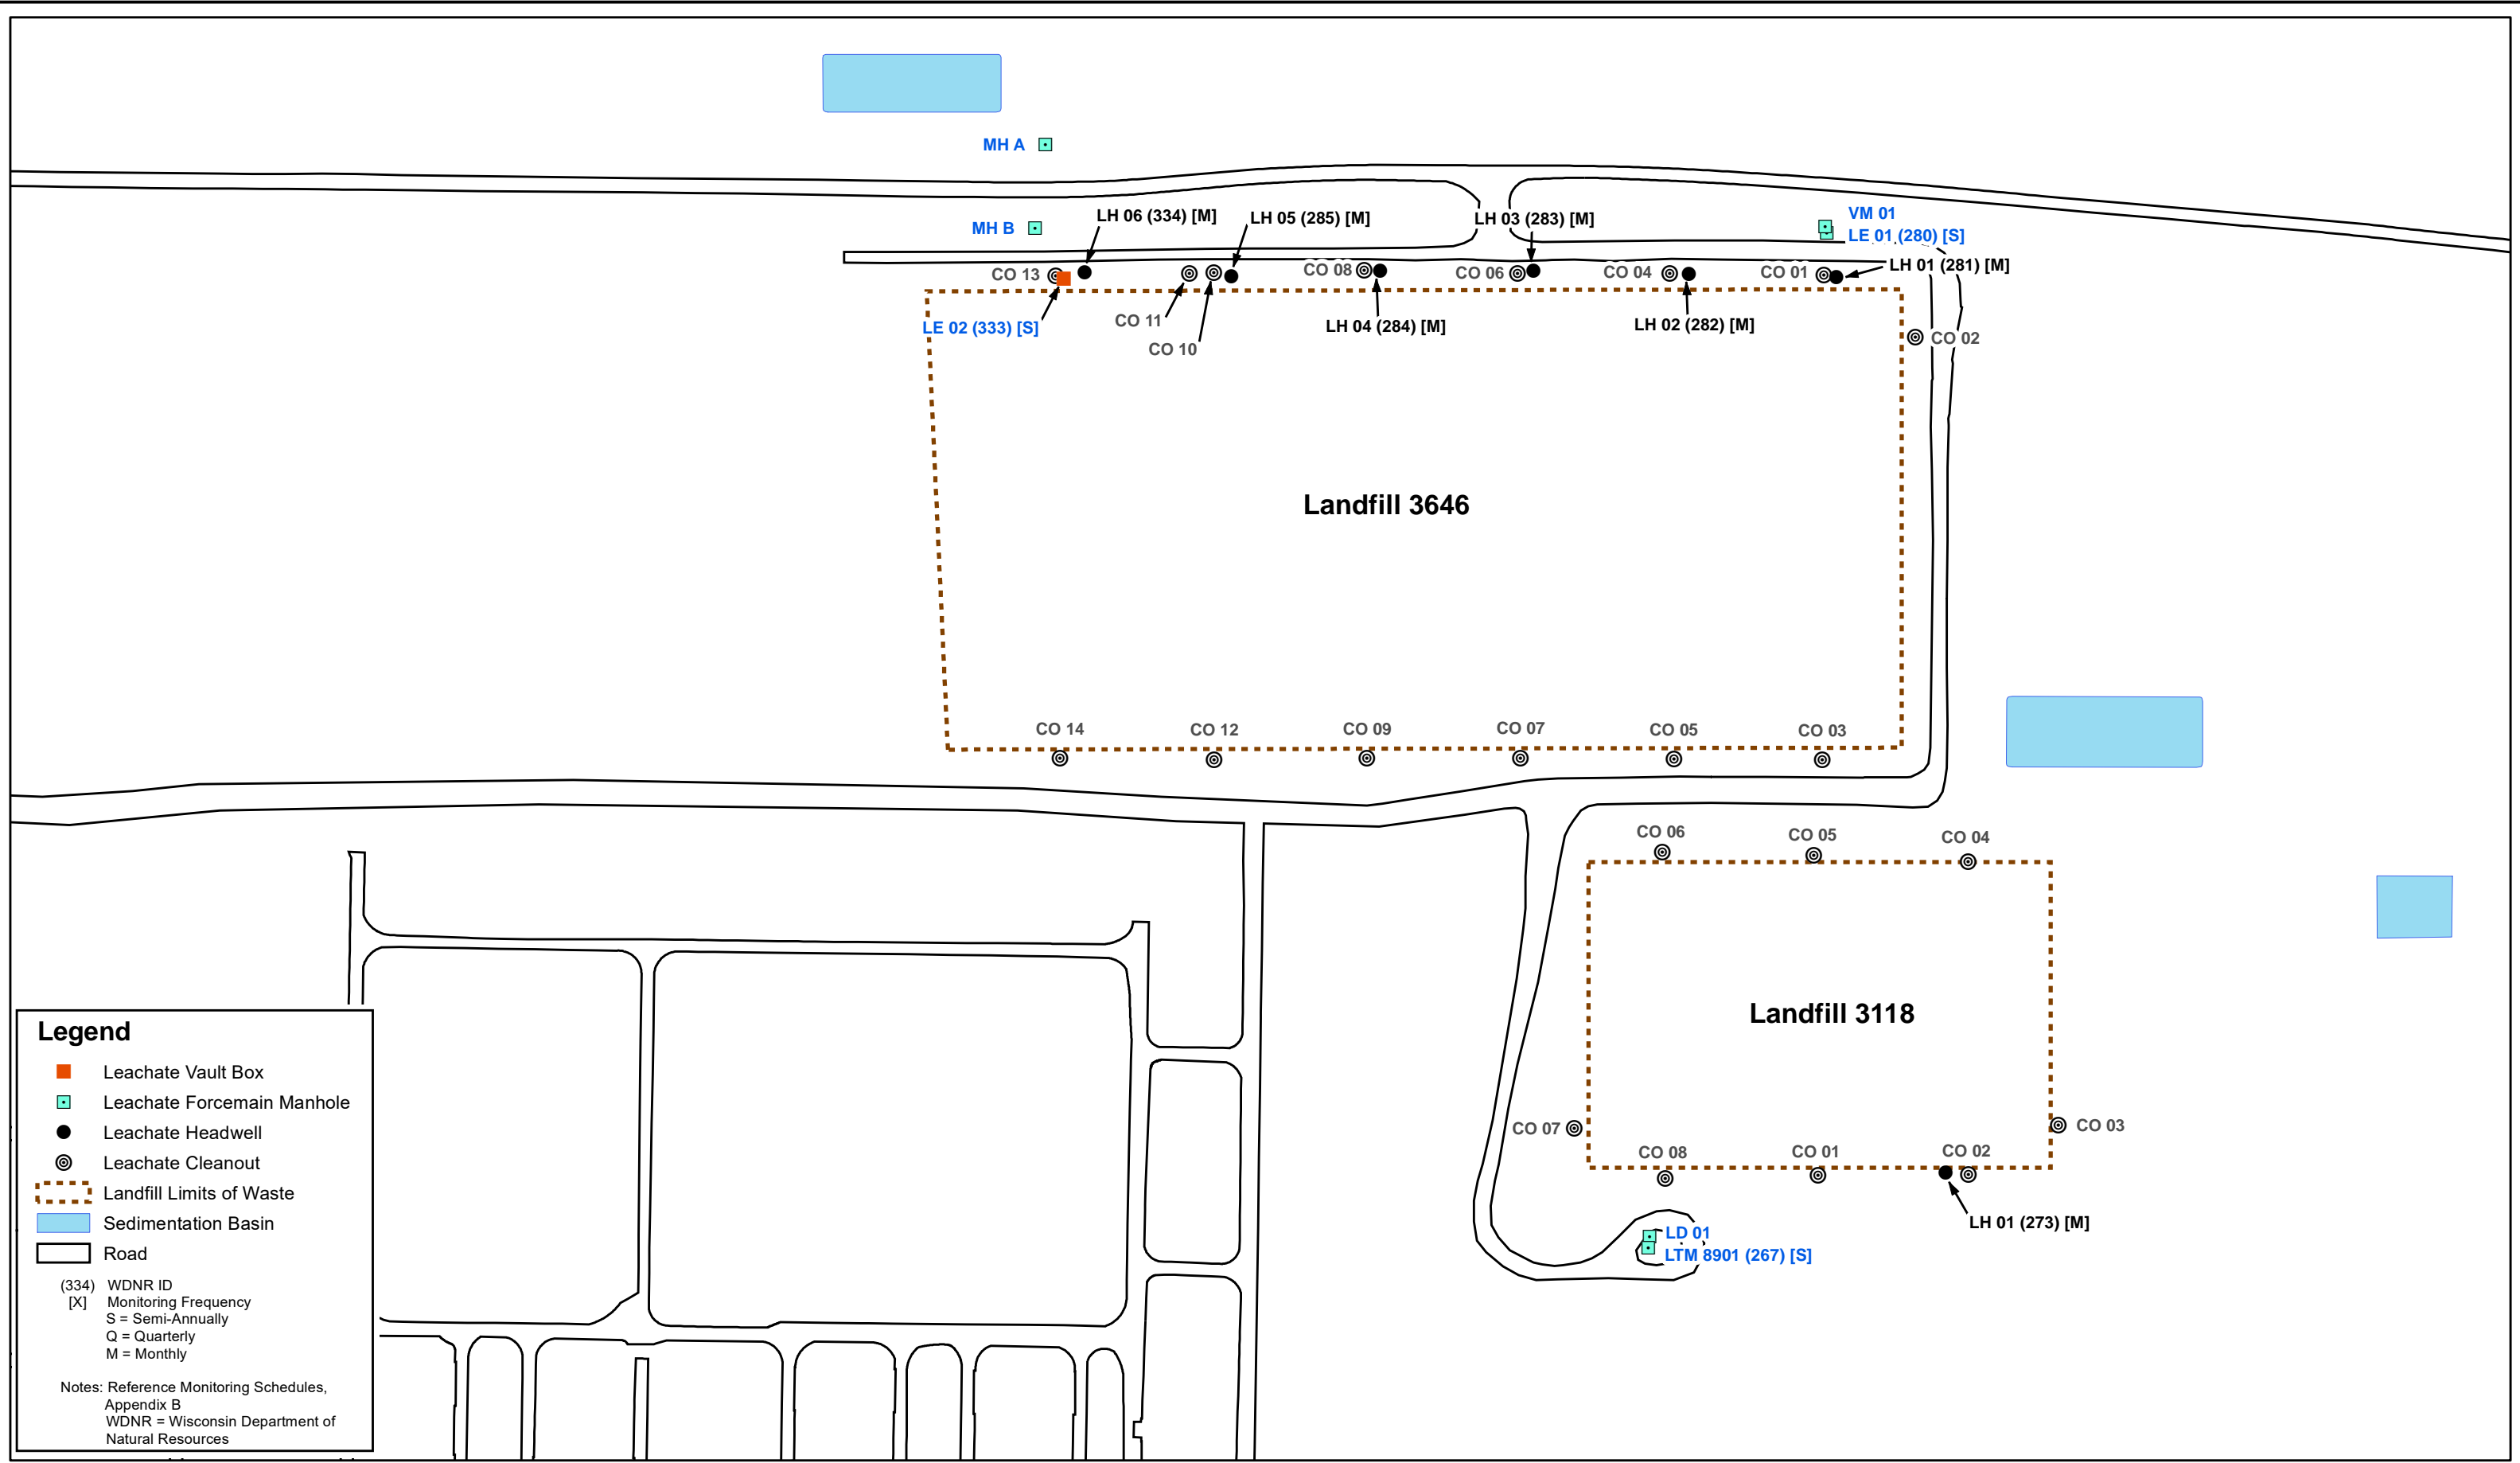 MH A
MH B
LH 06 (334) [M]
LH 05 (285) [M]
LH 03 (283) [M]
VM 01
LE 01 (280) [S]
CO 13
CO 08
CO 06
CO 04
CO 01
LH 01 (281) [M]
LE 02 (333) [S]
CO 11
CO 10
LH 04 (284) [M]
LH 02 (282) [M]
CO 02
Landfill 3646
CO 14
CO 12
CO 09
CO 07
CO 05
CO 03
CO 06
CO 05
CO 04
Landfill 3118
CO 07
CO 03
CO 08
CO 01
CO 02
LH 01 (273) [M]
LD 01
LTM 8901 (267) [S]
Legend
Leachate Vault Box
Leachate Forcemain Manhole
Leachate Headwell
Leachate Cleanout
Landfill Limits of Waste
Sedimentation Basin
Road
(334) WDNR ID
[X] Monitoring Frequency
S = Semi-Annually
Q = Quarterly
M = Monthly
Notes: Reference Monitoring Schedules,
Appendix B
WDNR = Wisconsin Department of
Natural Resources